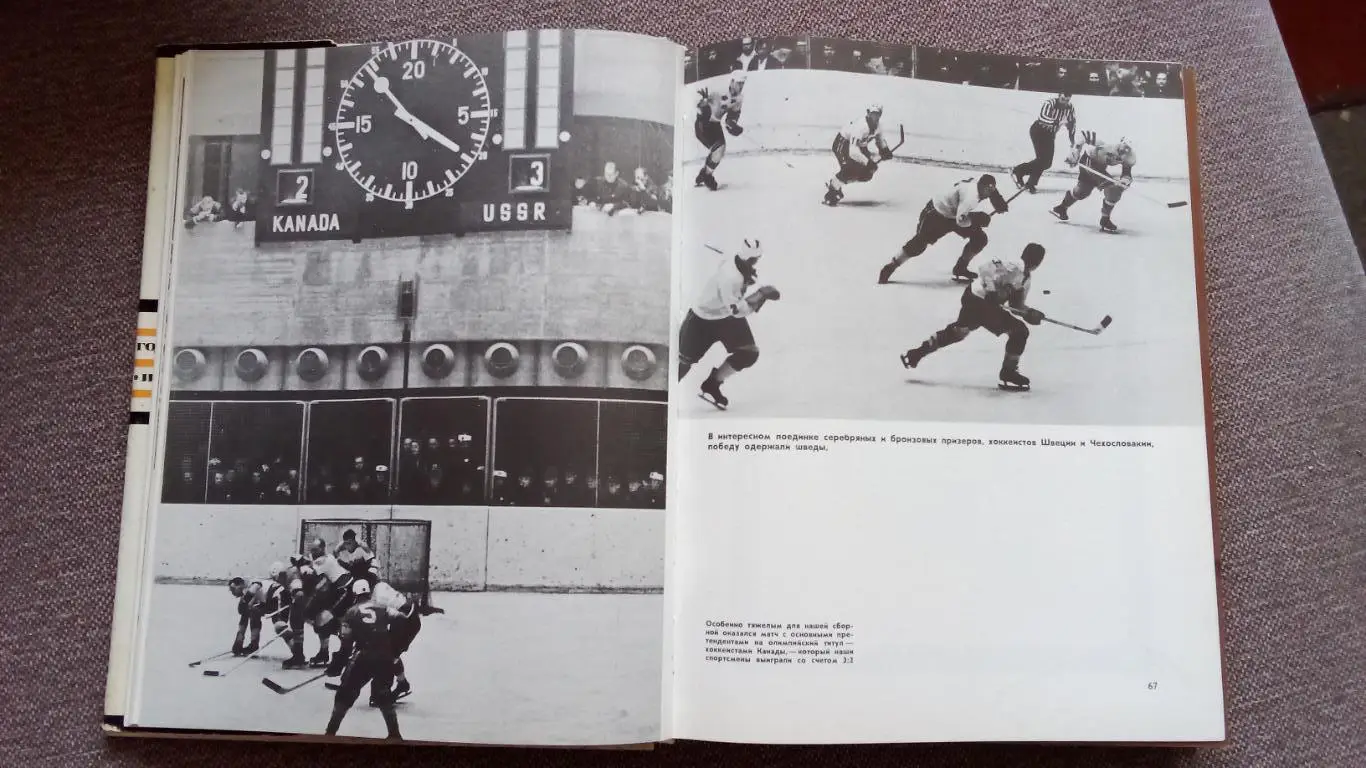 20
15
5
10
2
3
KANADA
USSR
го
и
В интересном поединке серебряных и бронзовых призеров, хоккеистов Швеции и Чехословакии,
победу одержали шведы.
5
Особенно тяжелым для нашей сбор-
ной оказался матч с основными пре-
тендентами на олимпийский титул —
хоккеистами Канады, — который наши
спортсмены выиграли со счетом 3:2
67